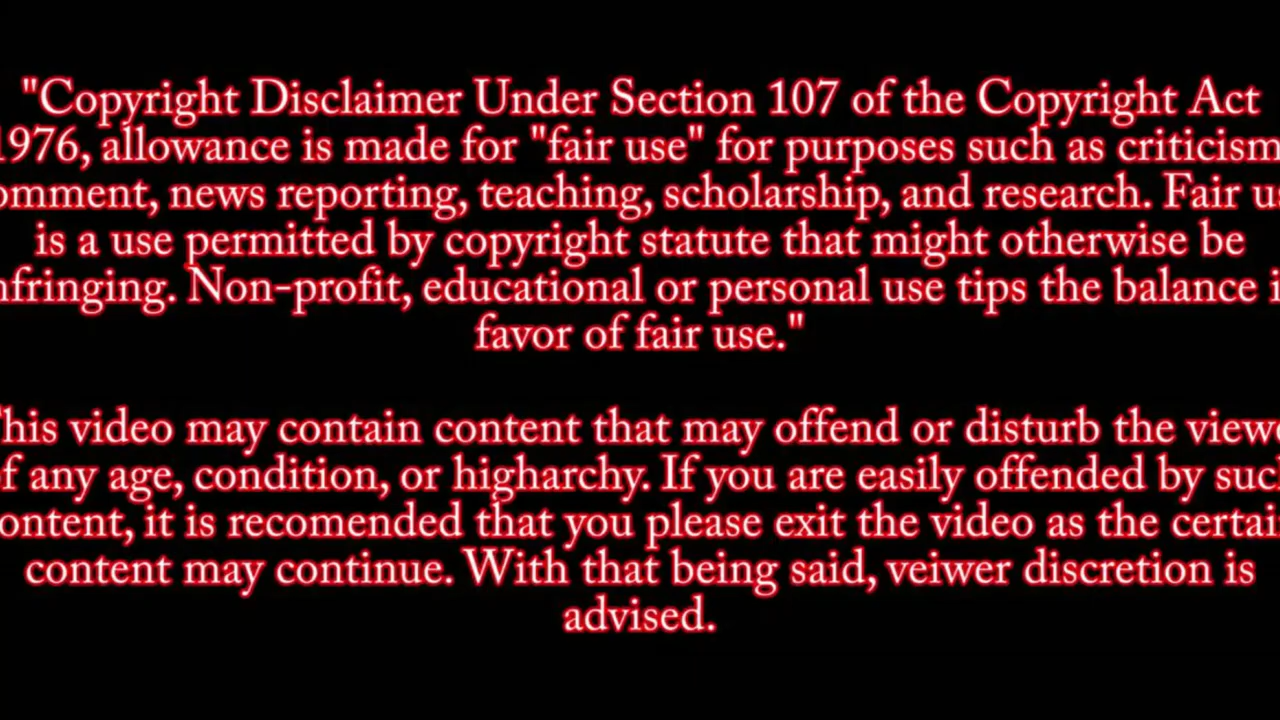 "Copyright Disclaimer Under Section 107 of the Copyright Act
1976, allowance is made for "fair use" for purposes such as criticism
omment, news reporting, teaching, scholarship, and research. Fair u
is a use permitted by copyright statute that might otherwise be
nfringing. Non-profit, educational or personal use tips the balance i
favor of fair use."
This video may contain content that may offend or disturb the viewe
of any age, condition, or higharchy. If you are easily offended by suc
ontent, it is recomended that you please exit the video as the certai
content may continue. With that being said, veiwer discretion is
advised.